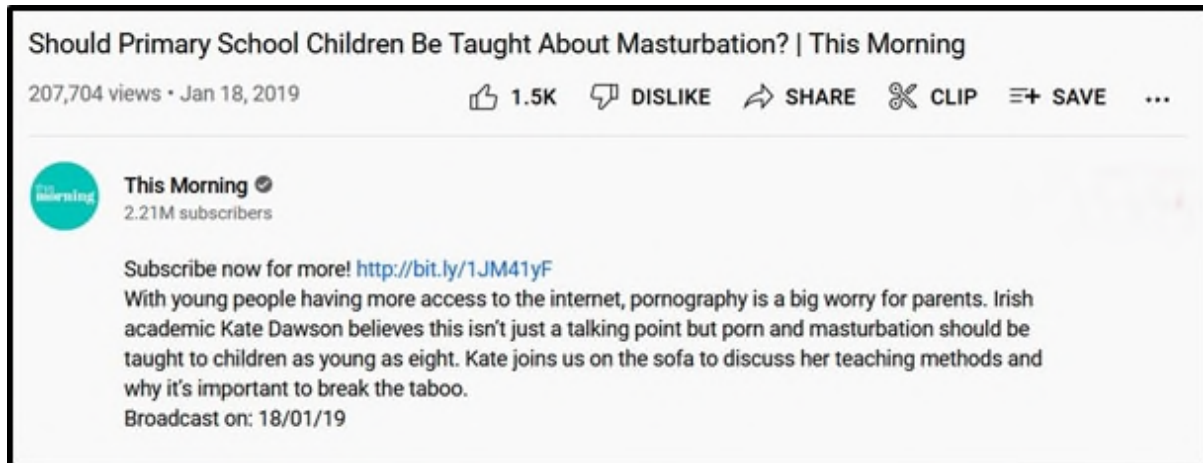 Should Primary School Children Be Taught About Masturbation? | This Morning
207,704 views • Jan 18, 2019 1.5K DISLIKE SHARE CLIP SAVE ...
This Morning
morning
2.21M subscribers
Subscribe now for more! http://bit.ly/1JM41yF
With young people having more access to the internet, pornography is a big worry for parents. Irish
academic Kate Dawson believes this isn't just a talking point but porn and masturbation should be
taught to children as young as eight. Kate joins us on the sofa to discuss her teaching methods and
why it's important to break the taboo.
Broadcast on: 18/01/19